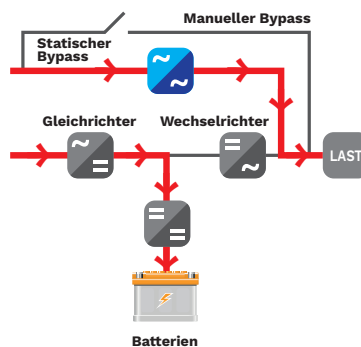 Manueller Bypass
Statischer
Bypass
Gleichrichter
Wechselrichter
LAST
Batterien